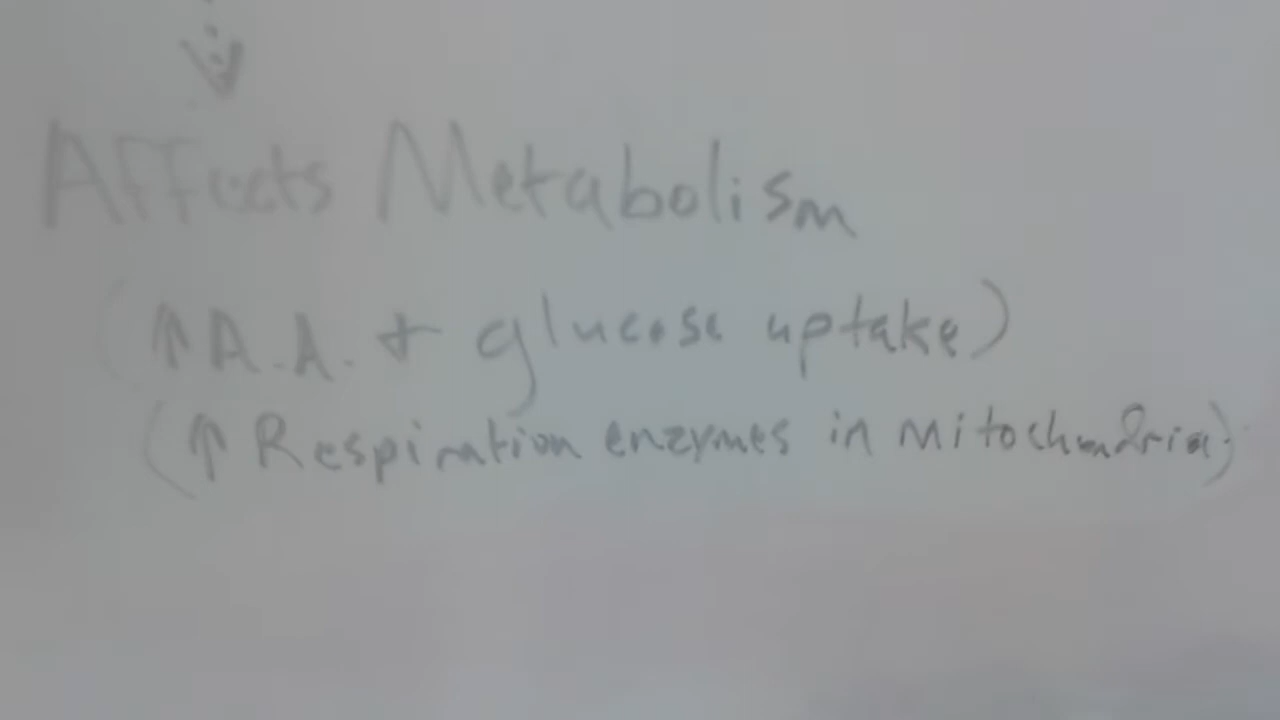 Affects Metabolism
(↑ A.A. + glucose uptake)
(↑ Respiration enzymes in mitochondria)